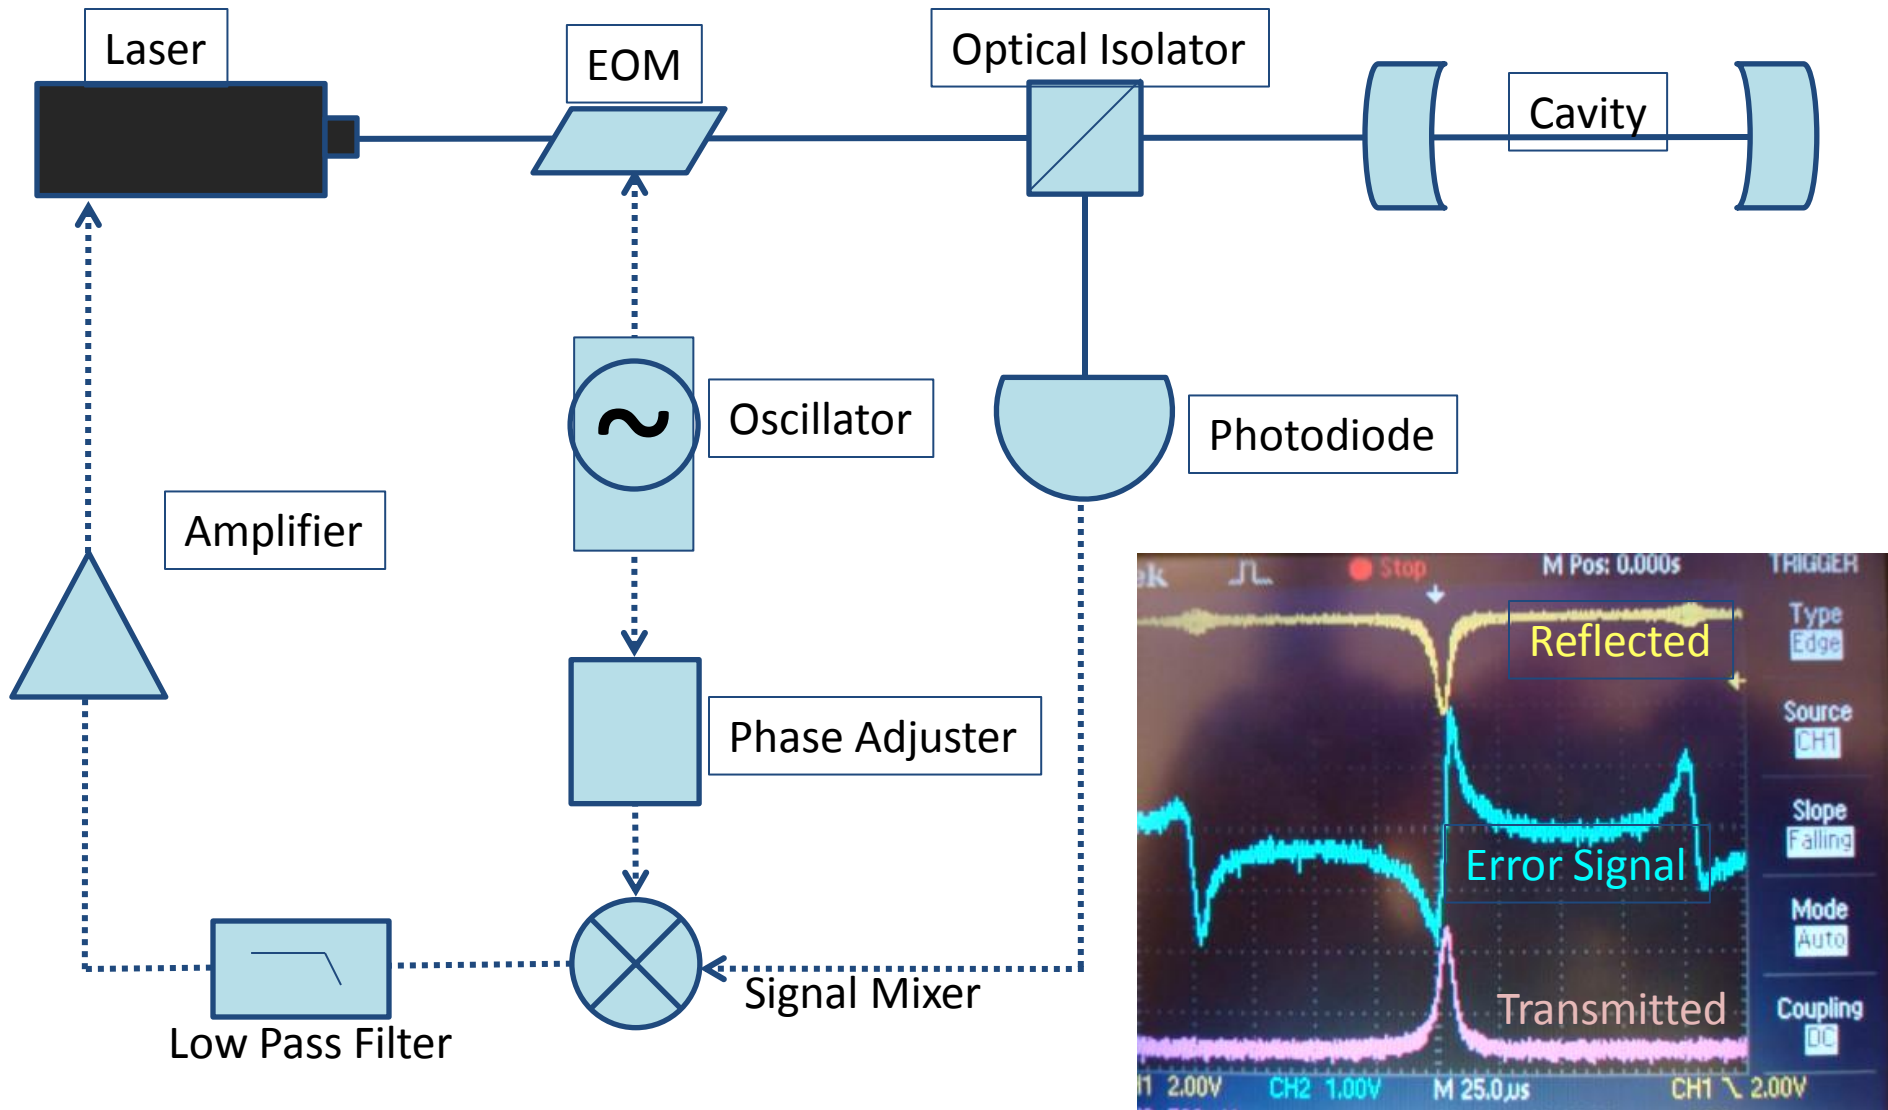 Laser
EOM
Optical Isolator
Cavity
Oscillator
Photodiode
Amplifier
Phase Adjuster
Signal Mixer
Low Pass Filter
ek
Stop
M Pos: 0.000s
TRIGGER
Type
Edge
Reflected
Source
CH1
Slope
Falling
Error Signal
Mode
Auto
Transmitted
Coupling
DC
2.00V
CH2 1.00V
M 25.0µs
CH1
2.00V